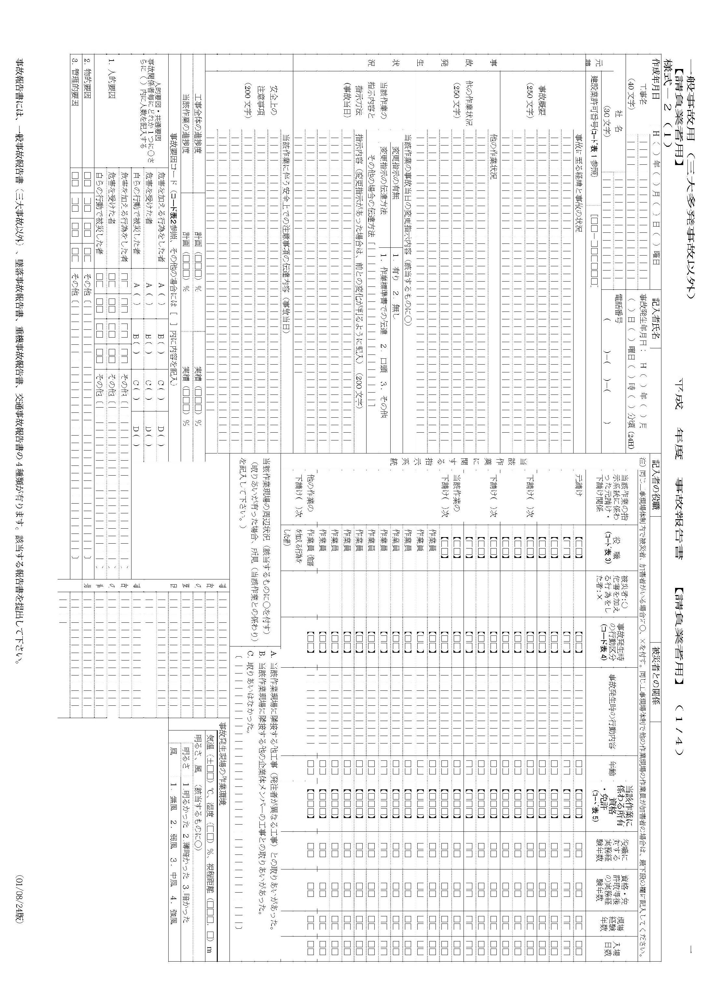 一般事故用（三大多発事故以外）
【請負業者用】
様式－２（１）
平成　年度　事故報告書　【請負業者用】　（１／４）
作成年月日　H（　）年（　）月（　）日（　）曜日
記入者氏名
記入者の役職
被災者との関係
工事名
（40文字）
事故発生年月日：　H（　）年（　）月
（　）日（　）曜日（　）時（　）分頃（24H）
元請
社　名
（30文字）
電話番号　（　　）－（　　）－（　　）
建設業許可番号（コード表１参照）　［□□－□□□□□□］
事故発生状況
事故概要
（250文字）
事故に至る経緯と事故の状況
他の作業状況
（250文字）
他の作業状況
当該作業の
指示内容と
指示方法
（事故当日）
当該作業の事故当日の変更指示内容（該当するものに○）
変更指示の有無　１．有り　２．無し
変更指示の伝達方法　１．作業標準書での伝達　２．口頭　３．その他
その他の場合の伝達方法［　］
指示内容（変更指示があった場合は、前との変化が判るように記入）（200文字）
安全上の
注意事項
（200文字）
当該作業に伴う安全上での注意事項の伝達内容（事故当日）
工事全体の進捗度　計画（□□□）％　実績（□□□）％
当該作業の進捗度　計画（□□□）％　実績（□□□）％
事故要因コード（コード表２参照、その他の場合には［　］内に内容を記入）
人的要因・共通要因
事故関係者毎にどれか１つに○さ
らに（）内に人数を記入する
危害を加える行為をした者　A（　）　B（　）　C（　）　D（　）
危害を受けた者　A（　）　B（　）　C（　）　D（　）
自らの行動で被災した者　A（　）　B（　）　C（　）　D（　）
１．人的要因
危害を加える行為をした者　□□　□□　□□　□□　その他（　）
危害を受けた者　□□　□□　□□　□□　その他（　）
自らの行動で被災した者　□□　□□　□□　□□　その他（　）
２．物的要因　□□　□□　□□　□□　その他（　）
３．管理的要因　□□　□□　□□　□□　その他（　）
注）同じ工事現場体制内で被災者、加害者がいる場合に○、×を付す。同じ工事現場体制で他の作業現場の作業員が加害者の場合は、最下段の欄に記入してください。
当該作業に関する指示系統
当該作業の指
示系統に係わ
った元請け・
下請け関係
役　職
（コード表３）
被災者：○
危害を加え
る行為をし
た者：×
事故発生時
の行動区分
（コード表４）
事故発生時の行動内容
年齢
当該作業に
係わる所有
資格
・免許
（コード表５）
役職に
対する
実務経
験年数
資格・免
許取得後
の実務経
験年数
現場
経験
年数
入場
日数
元請け　【□□】　【□□】　□□　【□□□□】　□□　□□　□□　□□
下請け（　）次
下請け（　）次
当該作業の
下請け（　）次
作業員
作業員
作業員
作業員
作業員
作業員
作業員
作業員
作業員
作業員
他の作業の
下請け（　）次
作業員（危害
を加える行為を
した者）
当該作業現場の周辺状況（該当するものに○を付す）
（取りあいが有った場合、所見（当該作業との係わり）
を記入して下さい。）
A．当該作業現場に隣接する他工事（発注者が異なる工事）との取りあいがあった。
B．当該作業現場に隣接する他の企業体メンバーの工事との取りあいがあった。
C．取りあいはなかった。
事故発生現場の作業環境
気温（±□□）℃、湿度（□□）％、視程距離（□□□．□）m
明るさ、風　（該当するものに○）
明るさ　1.明るかった　2.薄暗かった　3.暗かった
風　１．無風　２．弱風　３．中風　４．強風
事故報告書には、一般事故報告書（三大事故以外）、墜落事故報告書、重機事故報告書、交通事故報告書の４種類が有ります。該当する報告書を提出して下さい。
（01/08/24版）